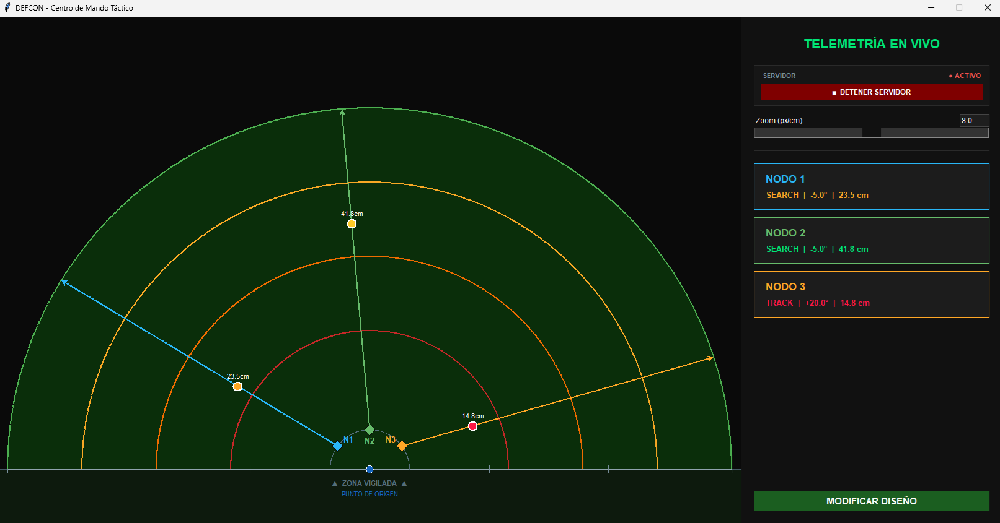 DEFCON - Centro de Mando Táctico
TELEMETRÍA EN VIVO
SERVIDOR ● ACTIVO
■ DETENER SERVIDOR
Zoom (px/cm) 8.0
NODO 1
SEARCH | -5.0° | 23.5 cm
NODO 2
SEARCH | -5.0° | 41.8 cm
NODO 3
TRACK | +20.0° | 14.8 cm
MODIFICAR DISEÑO
41.8cm
23.5cm
14.8cm
N1 N2 N3
▲ ZONA VIGILADA ▲
PUNTO DE ORIGEN